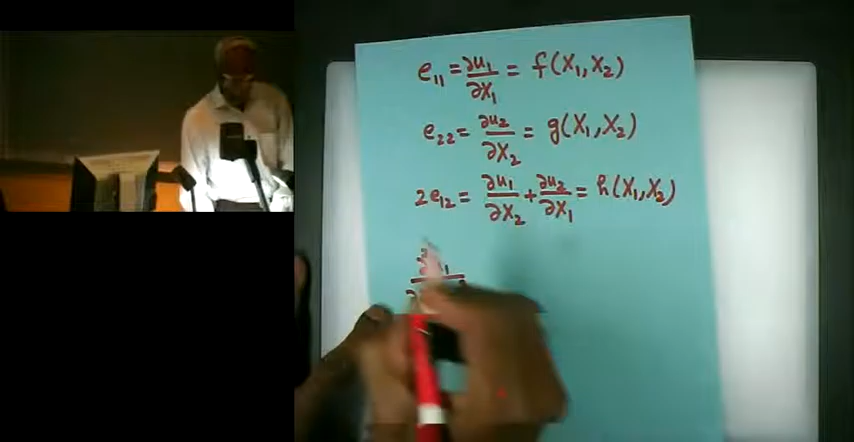 e₁₁ = ∂u₁/∂X₁ = f(X₁, X₂)
e₂₂ = ∂u₂/∂X₂ = g(X₁, X₂)
2e₁₂ = ∂u₁/∂X₂ + ∂u₂/∂X₁ = h(X₁, X₂)